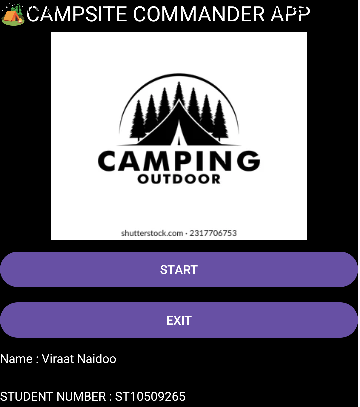 🏕️CAMPSITE COMMANDER APP
CAMPING
OUTDOOR
shutterstock.com · 2317706753
START
EXIT
Name : Viraat Naidoo
STUDENT NUMBER : ST10509265